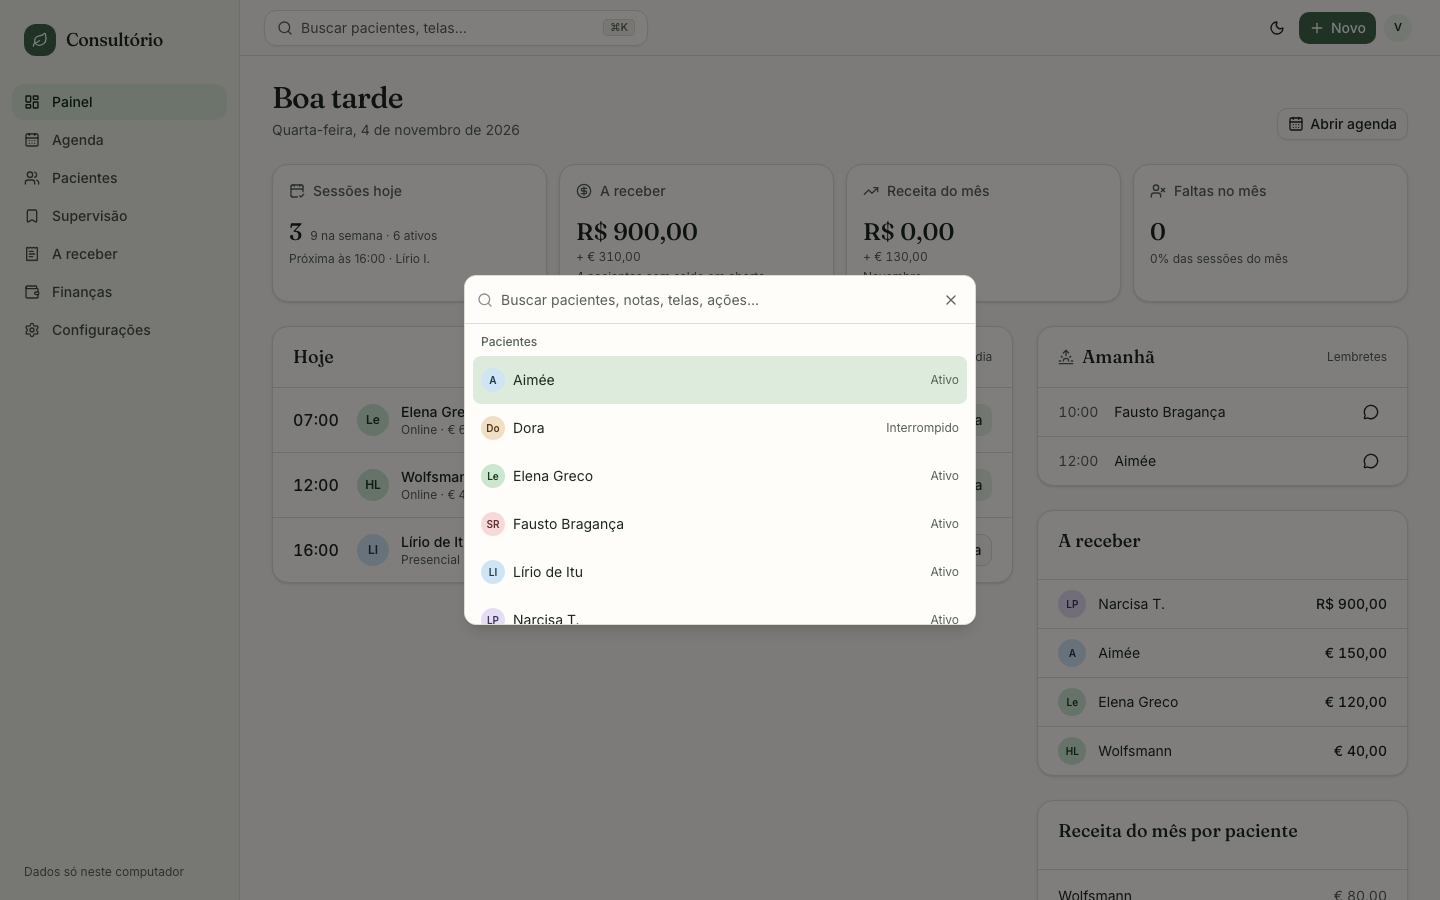 Consultório
Buscar pacientes, telas...
⌘K
Novo
V
Painel
Agenda
Pacientes
Supervisão
A receber
Finanças
Configurações
Dados só neste computador
Boa tarde
Quarta-feira, 4 de novembro de 2026
Abrir agenda
Sessões hoje
3 9 na semana · 6 ativos
Próxima às 16:00 · Lírio I.
A receber
R$ 900,00
+ € 310,00
Receita do mês
R$ 0,00
+ € 130,00
Novembro
Faltas no mês
0
0% das sessões do mês
Hoje
dia
07:00 Le Elena Gre
Online · € 6
12:00 HL Wolfsmar
Online · € 4
16:00 LI Lírio de It
Presencial
Buscar pacientes, notas, telas, ações...
Pacientes
A Aimée Ativo
Do Dora Interrompido
Le Elena Greco Ativo
SR Fausto Bragança Ativo
LI Lírio de Itu Ativo
LP Narcisa T. Ativo
Amanhã Lembretes
10:00 Fausto Bragança
12:00 Aimée
A receber
LP Narcisa T. R$ 900,00
A Aimée € 150,00
Le Elena Greco € 120,00
HL Wolfsmann € 40,00
Receita do mês por paciente
Wolfsmann € 80,00